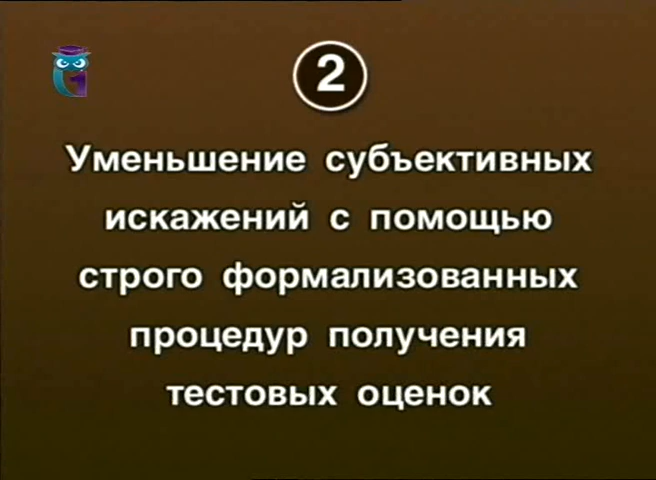 2
Уменьшение субъективных
искажений с помощью
строго формализованных
процедур получения
тестовых оценок